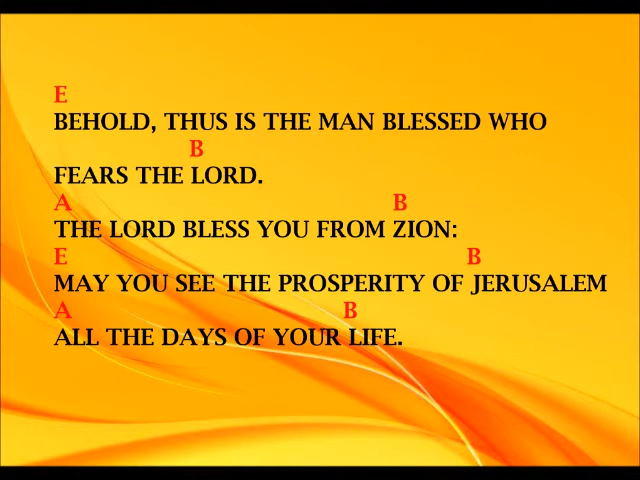 E
BEHOLD, THUS IS THE MAN BLESSED WHO
B
FEARS THE LORD.
A B
THE LORD BLESS YOU FROM ZION:
E B
MAY YOU SEE THE PROSPERITY OF JERUSALEM
A B
ALL THE DAYS OF YOUR LIFE.